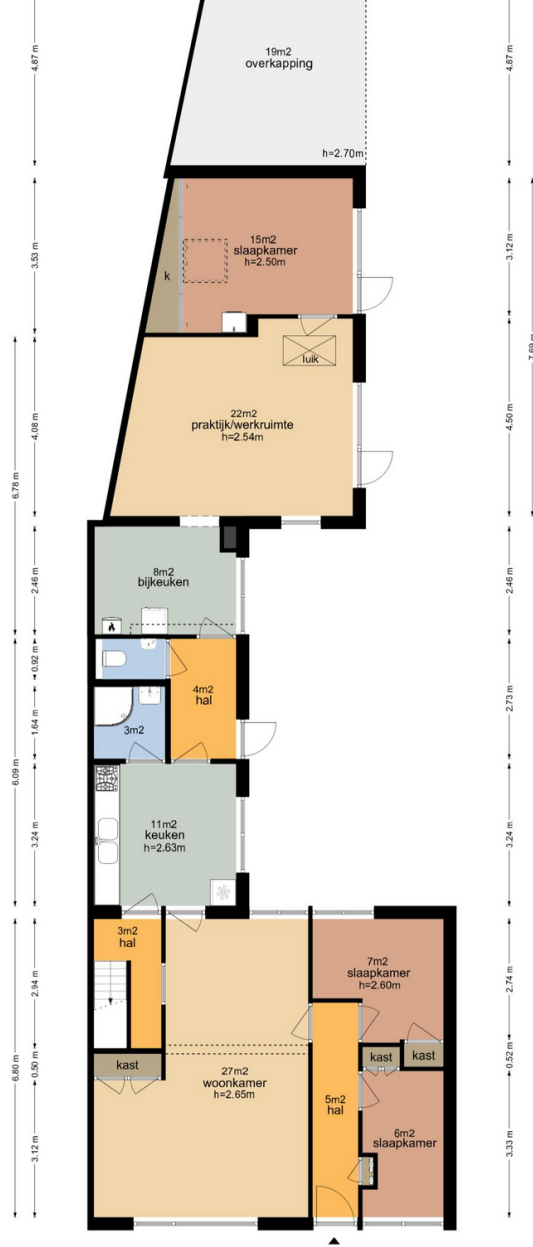 4.87 m
4.87 m
19m2
overkapping
h=2.70m
3.53 m
3.12 m
15m2
slaapkamer
h=2.50m
k
luik
7.69 m
22m2
praktijk/werkruimte
h=2.54m
4.08 m
4.50 m
6.78 m
8m2
bijkeuken
2.46 m
2.46 m
0.92 m
4m2
hal
3m2
1.64 m
2.73 m
6.09 m
11m2
keuken
h=2.63m
3.24 m
3.24 m
3m2
hal
7m2
slaapkamer
h=2.60m
2.94 m
2.74 m
kast
kast
kast
0.50 m
0.52 m
6.80 m
27m2
woonkamer
h=2.65m
5m2
hal
6m2
slaapkamer
3.12 m
3.33 m